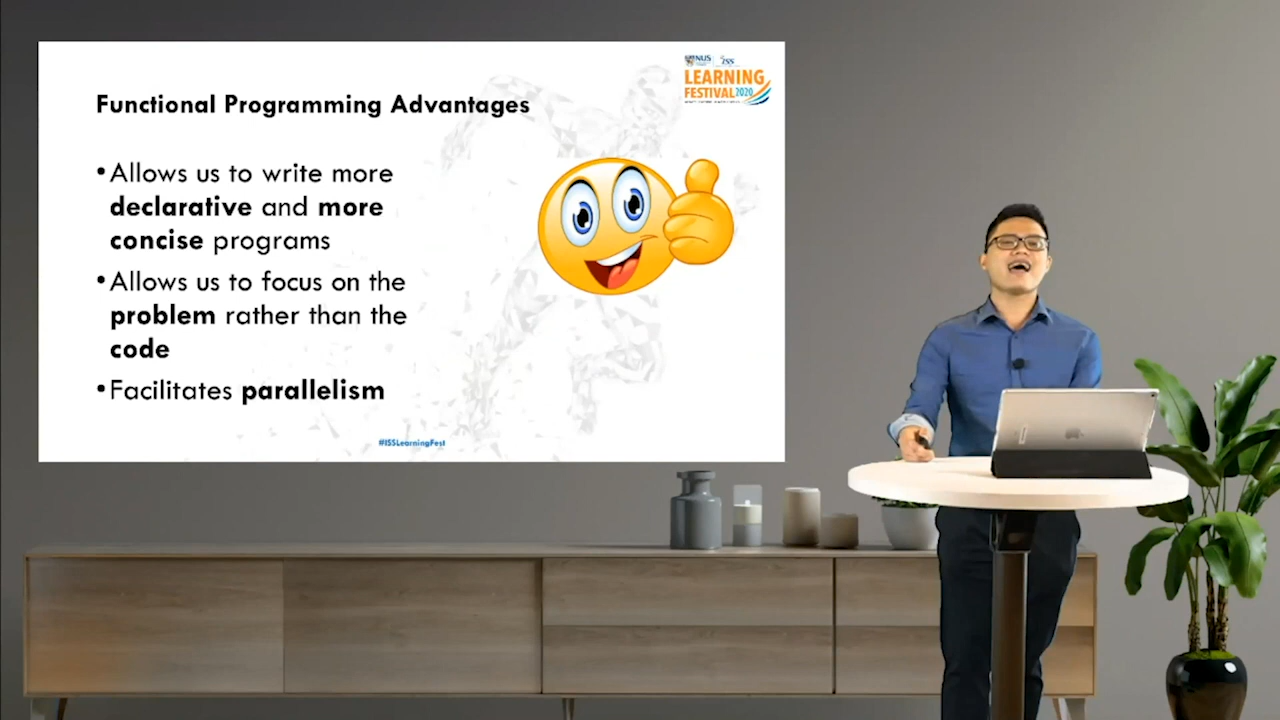 NUS
ISS
LEARNING
FESTIVAL 2020
Functional Programming Advantages
•Allows us to write more
declarative and more
concise programs
•Allows us to focus on the
problem rather than the
code
•Facilitates parallelism
#ISSLearningFest